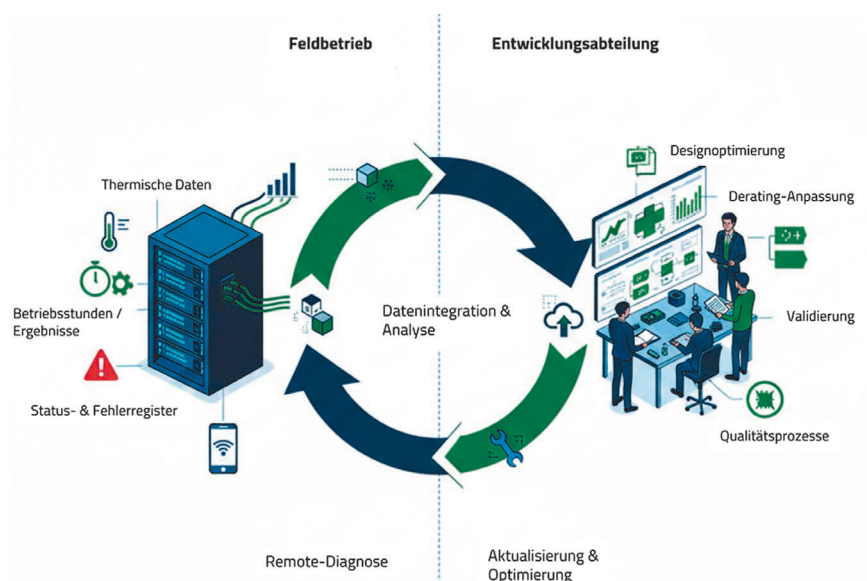 Feldbetrieb
Entwicklungsabteilung
Designoptimierung
Thermische Daten
Derating-Anpassung
Betriebsstunden /
Ergebnisse
Datenintegration &
Analyse
Validierung
Status- & Fehlerregister
Qualitätsprozesse
Remote-Diagnose
Aktualisierung &
Optimierung